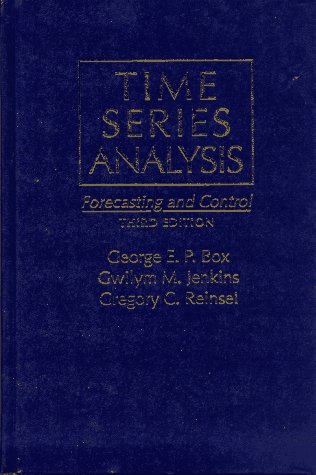 TIME
SERIES
ANALYSIS
Forecasting and Control
THIRD EDITION
George E. P. Box
Gwilym M. Jenkins
Gregory C. Reinsel